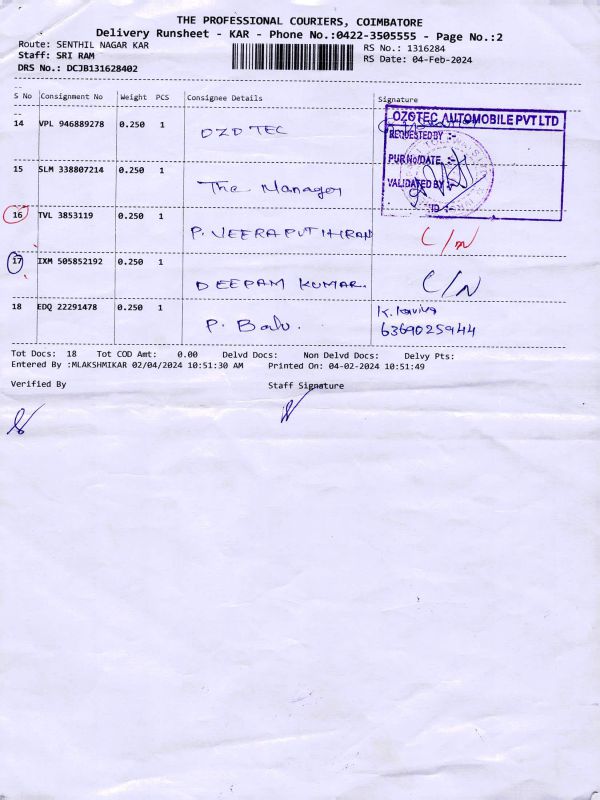 THE PROFESSIONAL COURIERS, COIMBATORE
Delivery Runsheet - KAR - Phone No.:0422-3505555 - Page No.:2
Route: SENTHIL NAGAR KAR
RS No.: 1316284
Staff: SRI RAM
RS Date: 04-Feb-2024
DRS No.: DCJB131628402
S No Consignment No Weight PCS Consignee Details Signature
14 VPL 946889278 0.250 1 OZOTEC
OZOTEC AUTOMOBILE PVT LTD
REQUESTED BY :-
PUR No/DATE :-
VALIDATED BY :-
ID :-
15 SLM 338807214 0.250 1 The Manager
16 TVL 3853119 0.250 1 P. VEERAPUTHIRAN C/N
17 IXM 505852192 0.250 1 DEEPAM KUMAR. C/N
18 EDQ 22291478 0.250 1 P. Balu. K. Kaviya
6369025944
Tot Docs: 18 Tot COD Amt: 0.00 Delvd Docs: Non Delvd Docs: Delvy Pts:
Entered By :MLAKSHMIKAR 02/04/2024 10:51:30 AM Printed On: 04-02-2024 10:51:49
Verified By Staff Signature